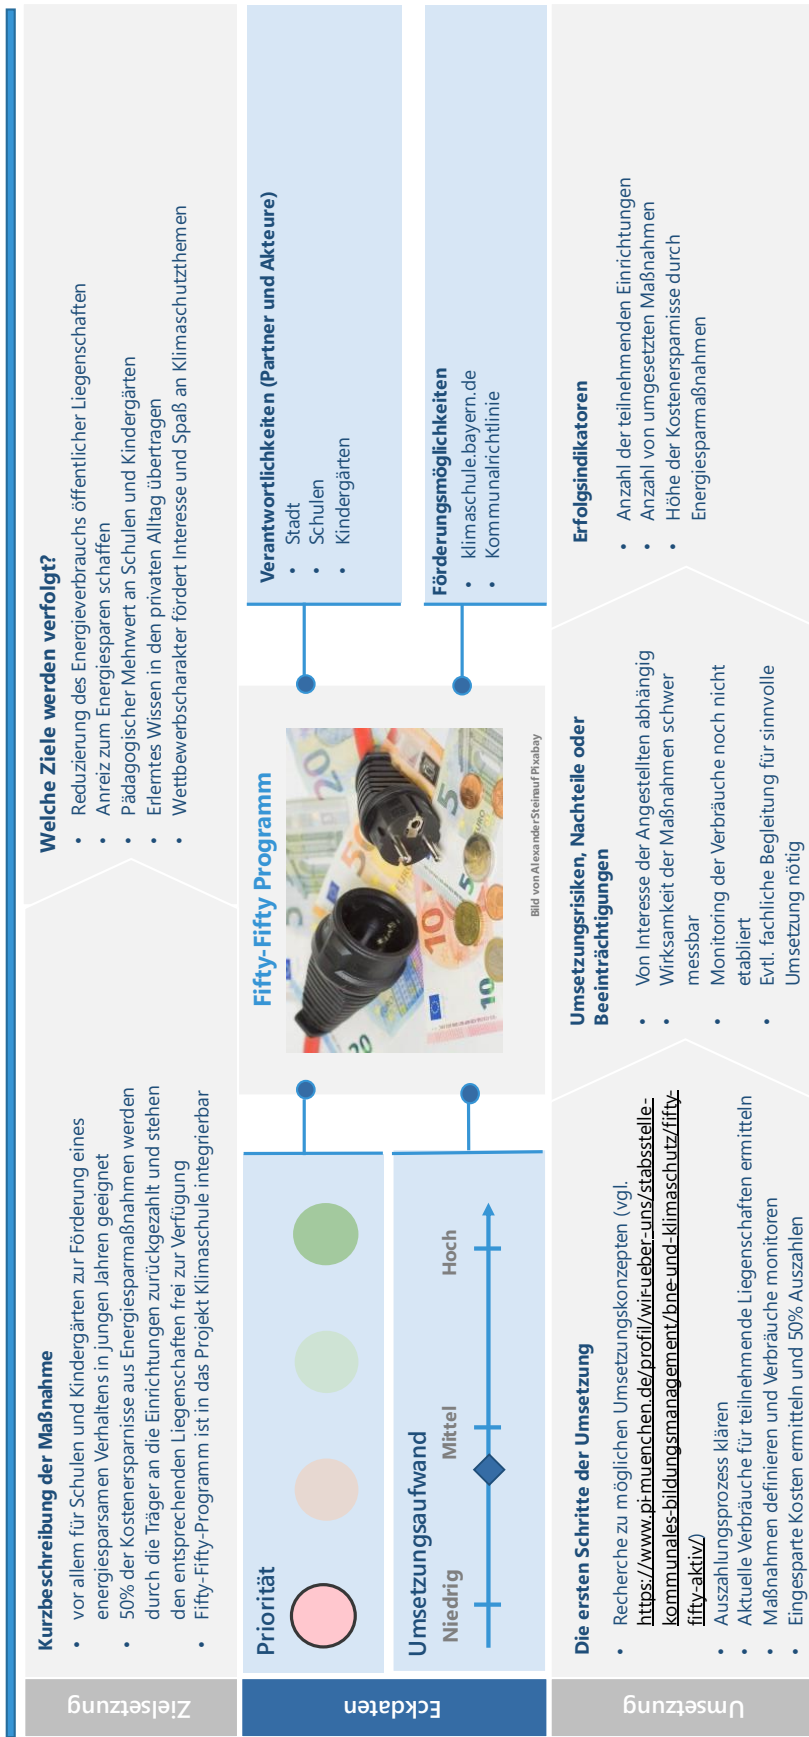 Zielsetzung
Kurzbeschreibung der Maßnahme
• vor allem für Schulen und Kindergärten zur Förderung eines
energiesparsamen Verhaltens in jungen Jahren geeignet
• 50% der Kostenersparnisse aus Energiesparmaßnahmen werden
durch die Träger an die Einrichtungen zurückgezahlt und stehen
den entsprechenden Liegenschaften frei zur Verfügung
• Fifty-Fifty-Programm ist in das Projekt Klimaschule integrierbar
Welche Ziele werden verfolgt?
• Reduzierung des Energieverbrauchs öffentlicher Liegenschaften
• Anreiz zum Energiesparen schaffen
• Pädagogischer Mehrwert an Schulen und Kindergärten
• Erlerntes Wissen in den privaten Alltag übertragen
• Wettbewerbscharakter fördert Interesse und Spaß an Klimaschutzthemen
Eckdaten
Priorität
Umsetzungsaufwand
Niedrig Mittel Hoch
Fifty-Fifty Programm
Bild von Alexander Stein auf Pixabay
Verantwortlichkeiten (Partner und Akteure)
• Stadt
• Schulen
• Kindergärten
Förderungsmöglichkeiten
• klimaschule.bayern.de
• Kommunalrichtlinie
Umsetzung
Die ersten Schritte der Umsetzung
• Recherche zu möglichen Umsetzungskonzepten (vgl.
https://www.pi-muenchen.de/profil/wir-ueber-uns/stabsstelle-
kommunales-bildungsmanagement/bne-und-klimaschutz/fifty-
fifty-aktiv/)
• Auszahlungsprozess klären
• Aktuelle Verbräuche für teilnehmende Liegenschaften ermitteln
• Maßnahmen definieren und Verbräuche monitoren
• Eingesparte Kosten ermitteln und 50% Auszahlen
Umsetzungsrisiken, Nachteile oder
Beeinträchtigungen
• Von Interesse der Angestellten abhängig
• Wirksamkeit der Maßnahmen schwer
messbar
• Monitoring der Verbräuche noch nicht
etabliert
• Evtl. fachliche Begleitung für sinnvolle
Umsetzung nötig
Erfolgsindikatoren
• Anzahl der teilnehmenden Einrichtungen
• Anzahl von umgesetzten Maßnahmen
• Höhe der Kostenersparnisse durch
Energiesparmaßnahmen